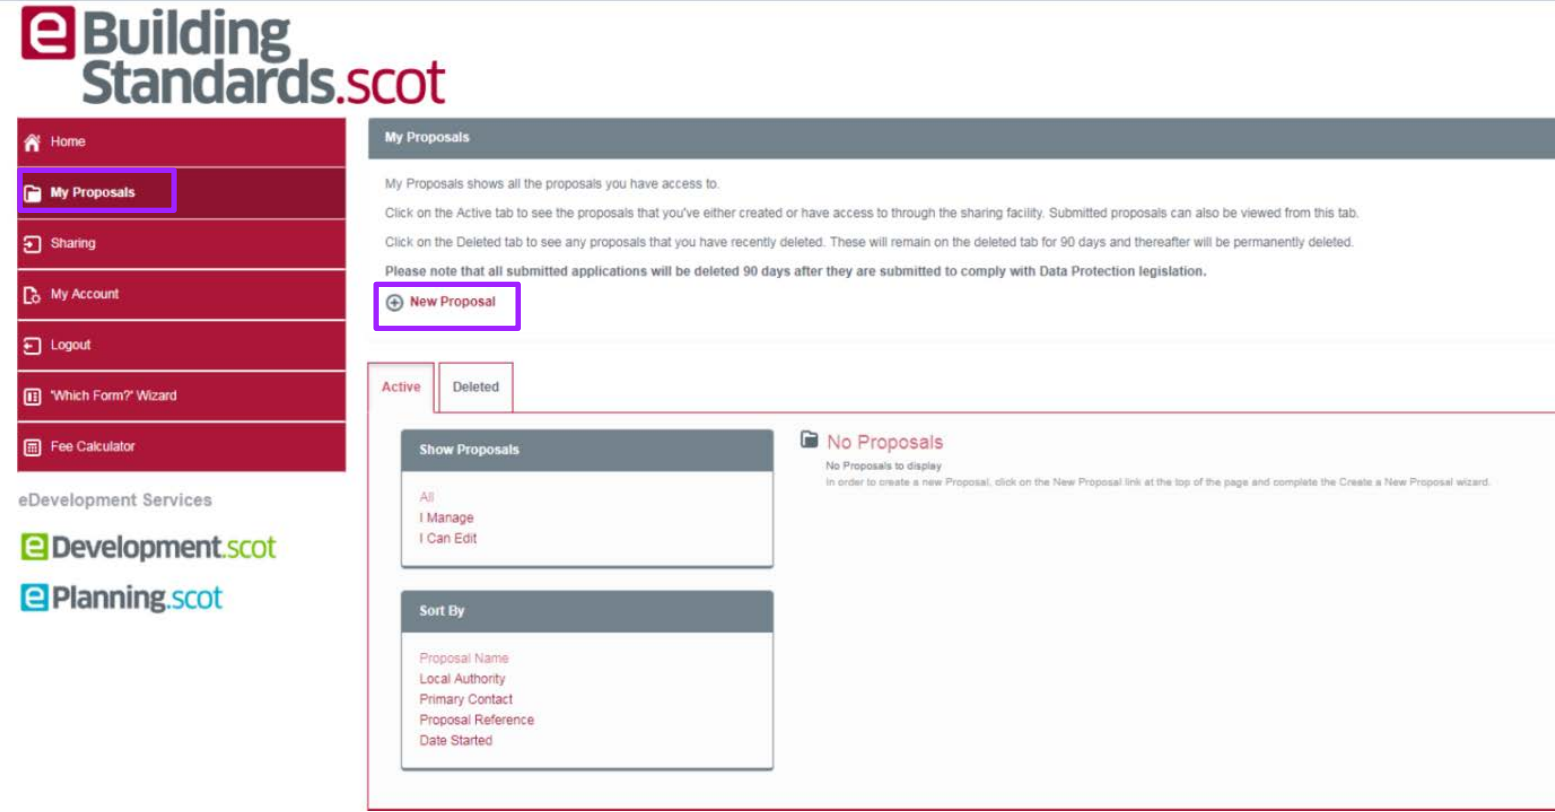 e Building
Standards.scot
Home
My Proposals
Sharing
My Account
Logout
'Which Form?' Wizard
Fee Calculator
eDevelopment Services
e Development.scot
e Planning.scot
My Proposals
My Proposals shows all the proposals you have access to.
Click on the Active tab to see the proposals that you've either created or have access to through the sharing facility. Submitted proposals can also be viewed from this tab.
Click on the Deleted tab to see any proposals that you have recently deleted. These will remain on the deleted tab for 90 days and thereafter will be permanently deleted.
Please note that all submitted applications will be deleted 90 days after they are submitted to comply with Data Protection legislation.
New Proposal
Active
Deleted
Show Proposals
All
I Manage
I Can Edit
Sort By
Proposal Name
Local Authority
Primary Contact
Proposal Reference
Date Started
No Proposals
No Proposals to display
In order to create a new Proposal, click on the New Proposal link at the top of the page and complete the Create a New Proposal wizard.